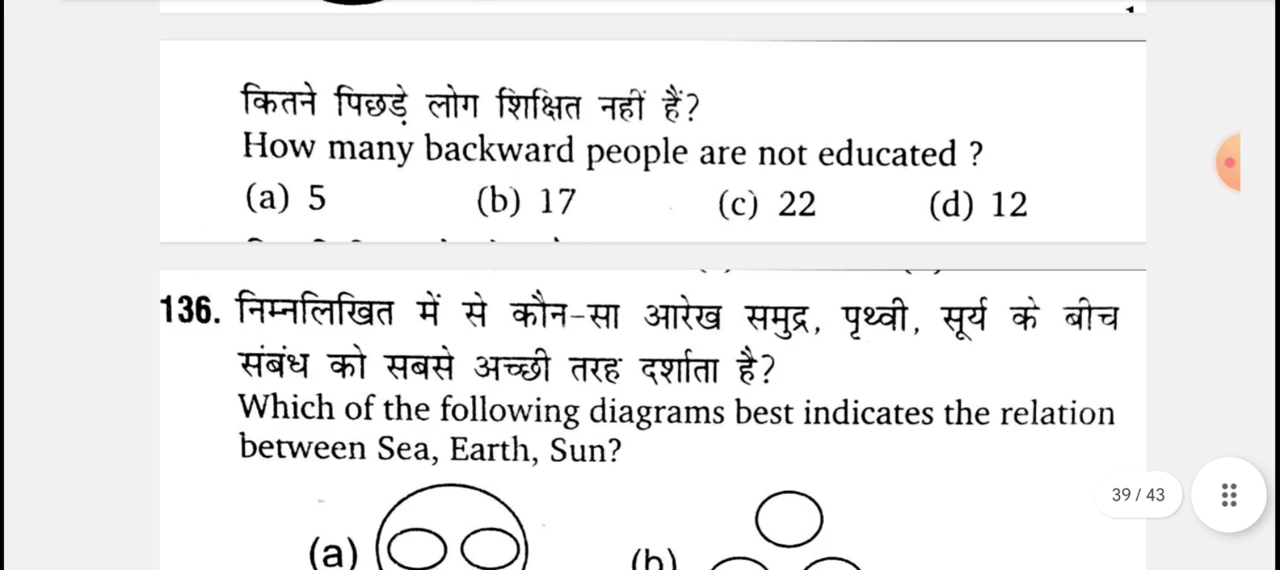 कितने पिछड़े लोग शिक्षित नहीं हैं?
How many backward people are not educated ?
(a) 5 (b) 17 (c) 22 (d) 12
136. निम्नलिखित में से कौन-सा आरेख समुद्र, पृथ्वी, सूर्य के बीच
संबंध को सबसे अच्छी तरह दर्शाता है?
Which of the following diagrams best indicates the relation
between Sea, Earth, Sun?
39 / 43
(a) (b)